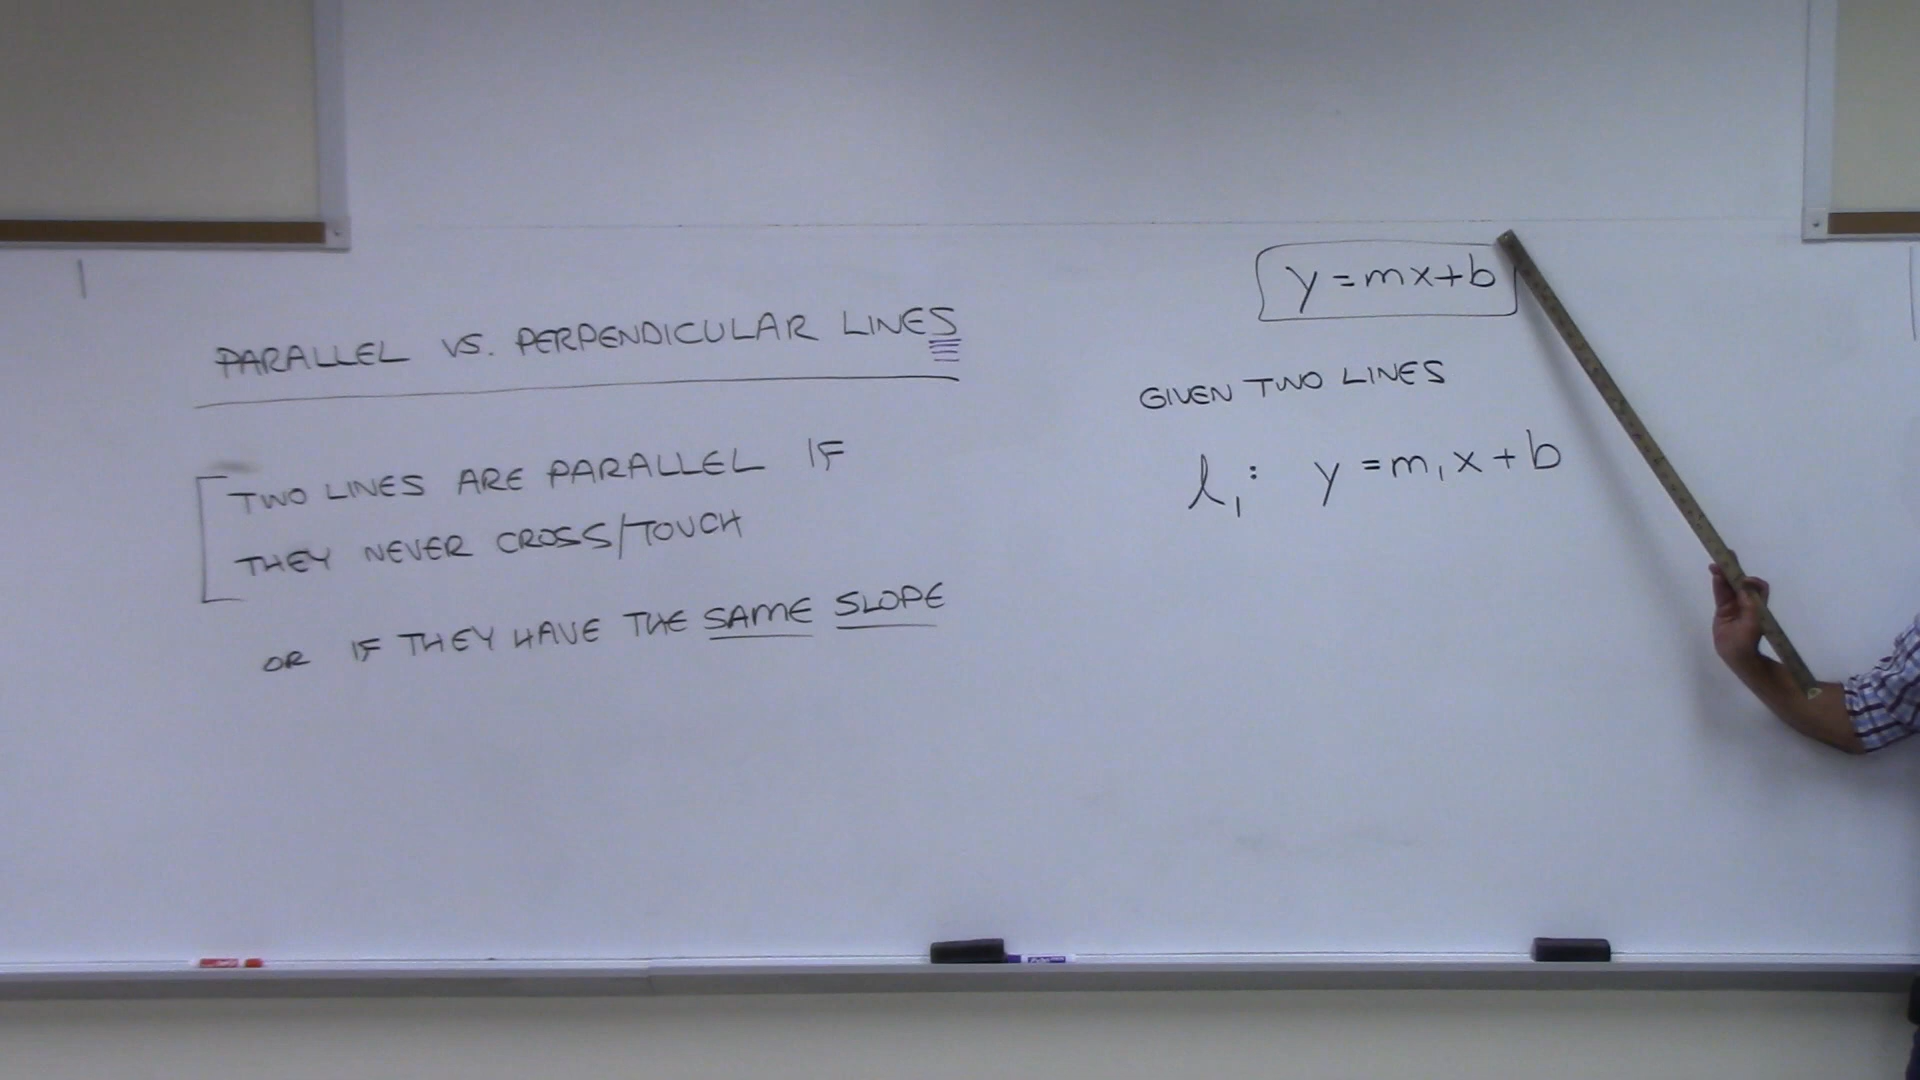 PARALLEL VS. PERPENDICULAR LINES
TWO LINES ARE PARALLEL IF
THEY NEVER CROSS/TOUCH
OR IF THEY HAVE THE SAME SLOPE
y=mx+b
GIVEN TWO LINES
l₁: y=m₁x+b